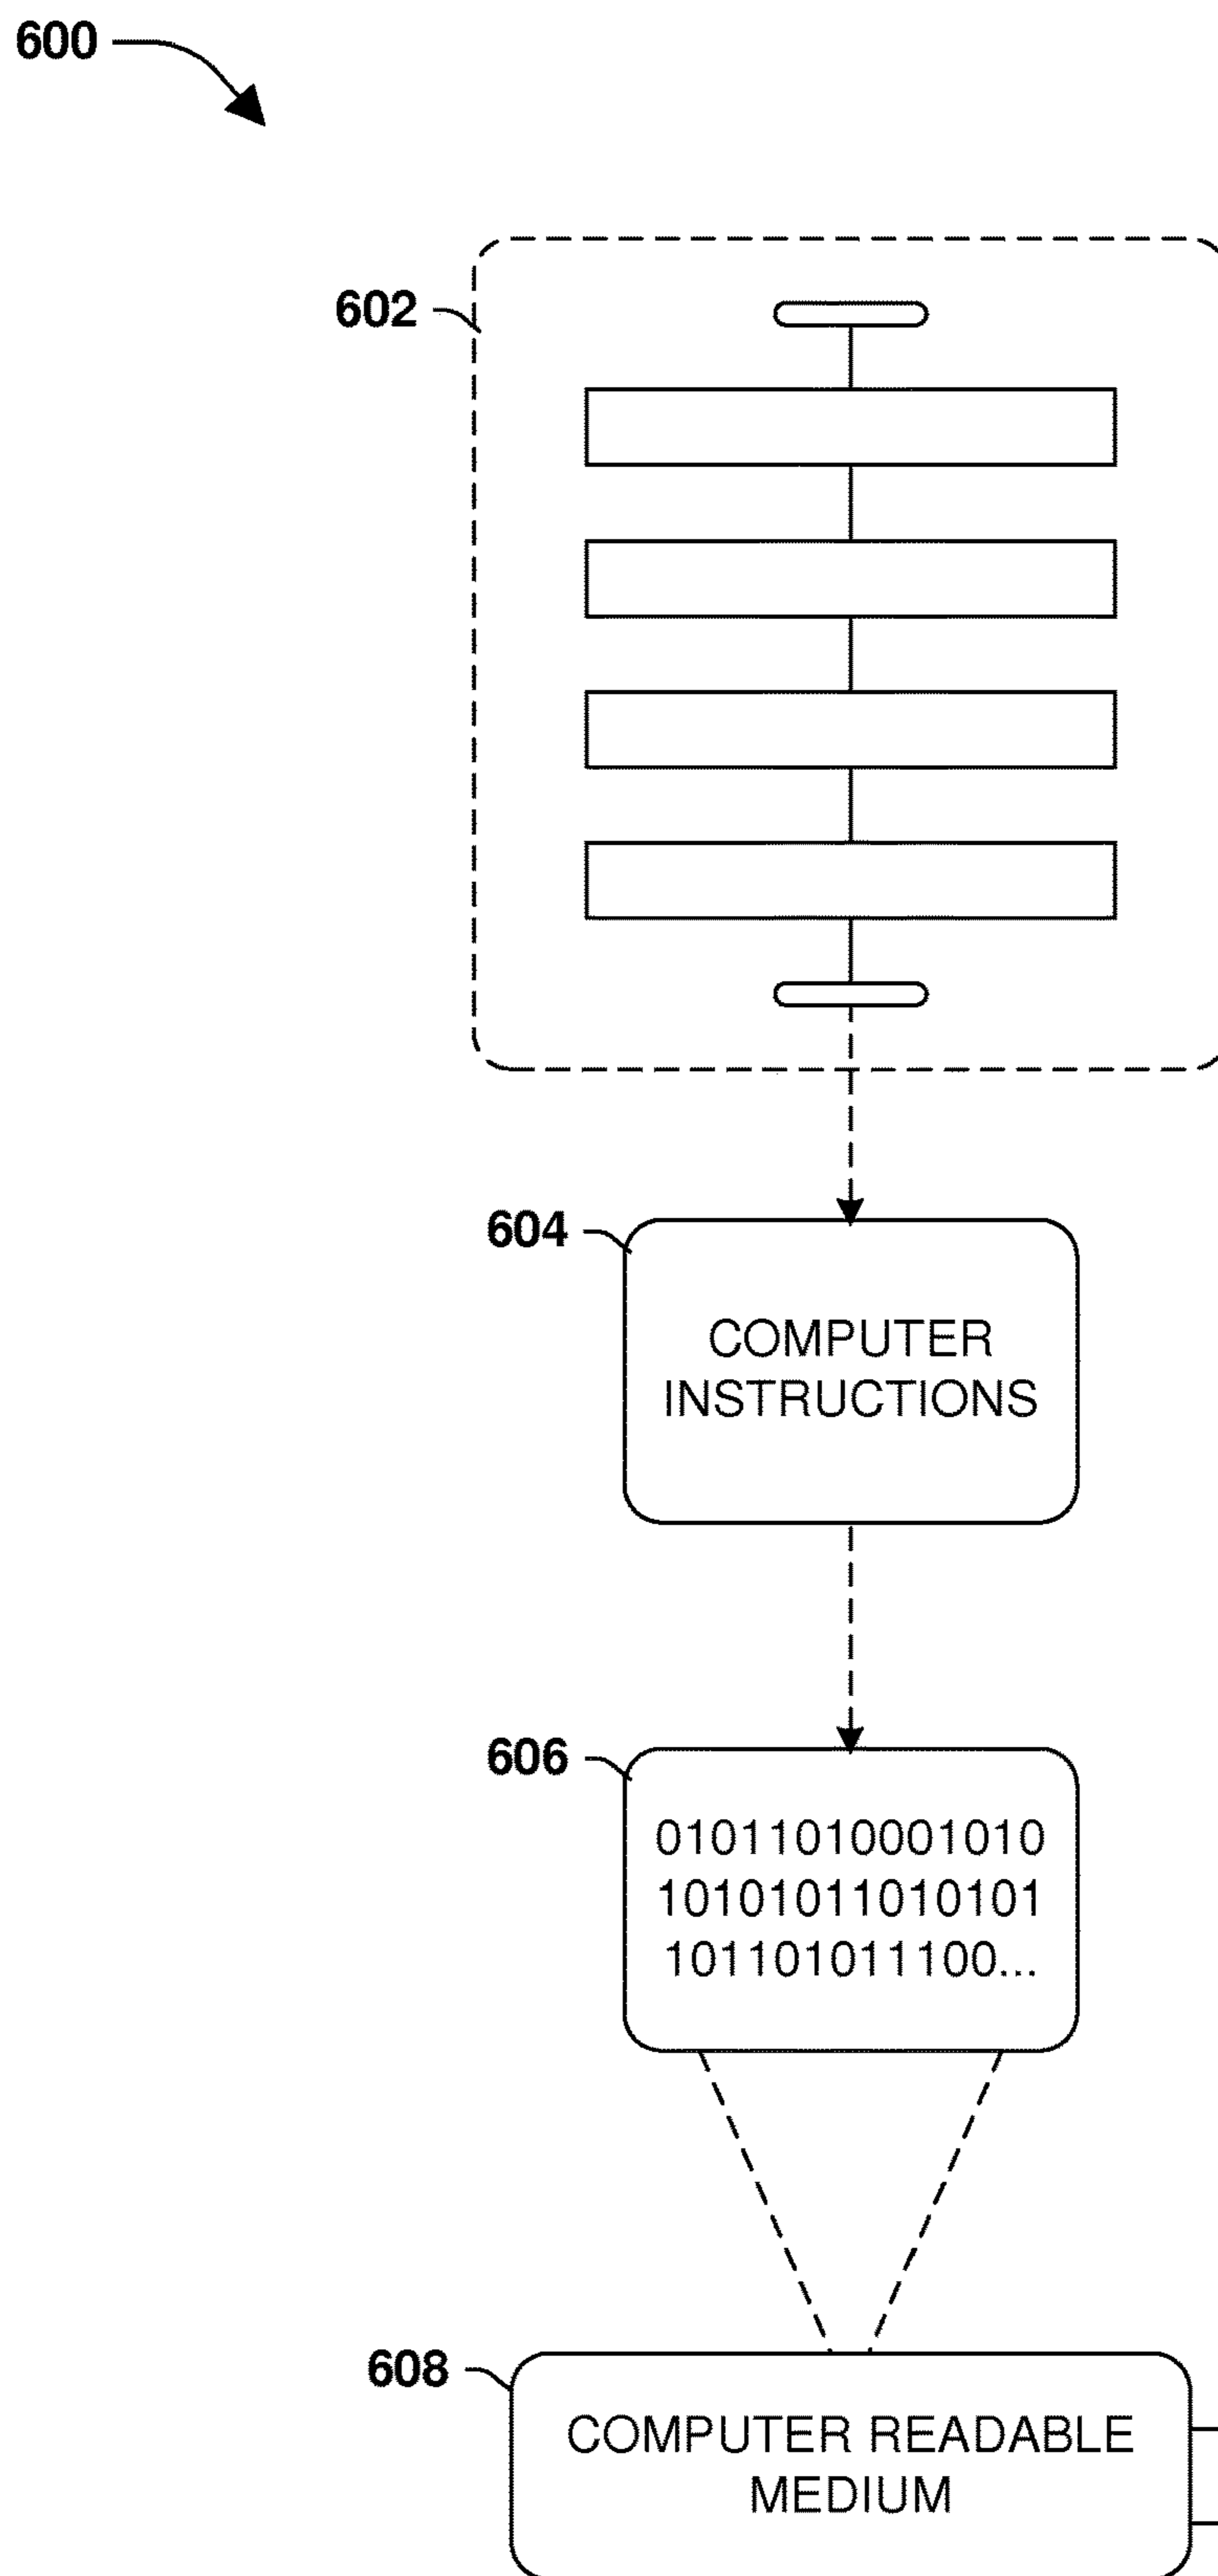 600
602
604
COMPUTER
INSTRUCTIONS
606
01011010001010
10101011010101
101101011100...
608
COMPUTER READABLE
MEDIUM